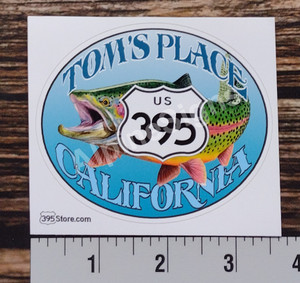 TOM'S PLACE
US
395
CALIFORNIA
395Store.com
1 2 3 4